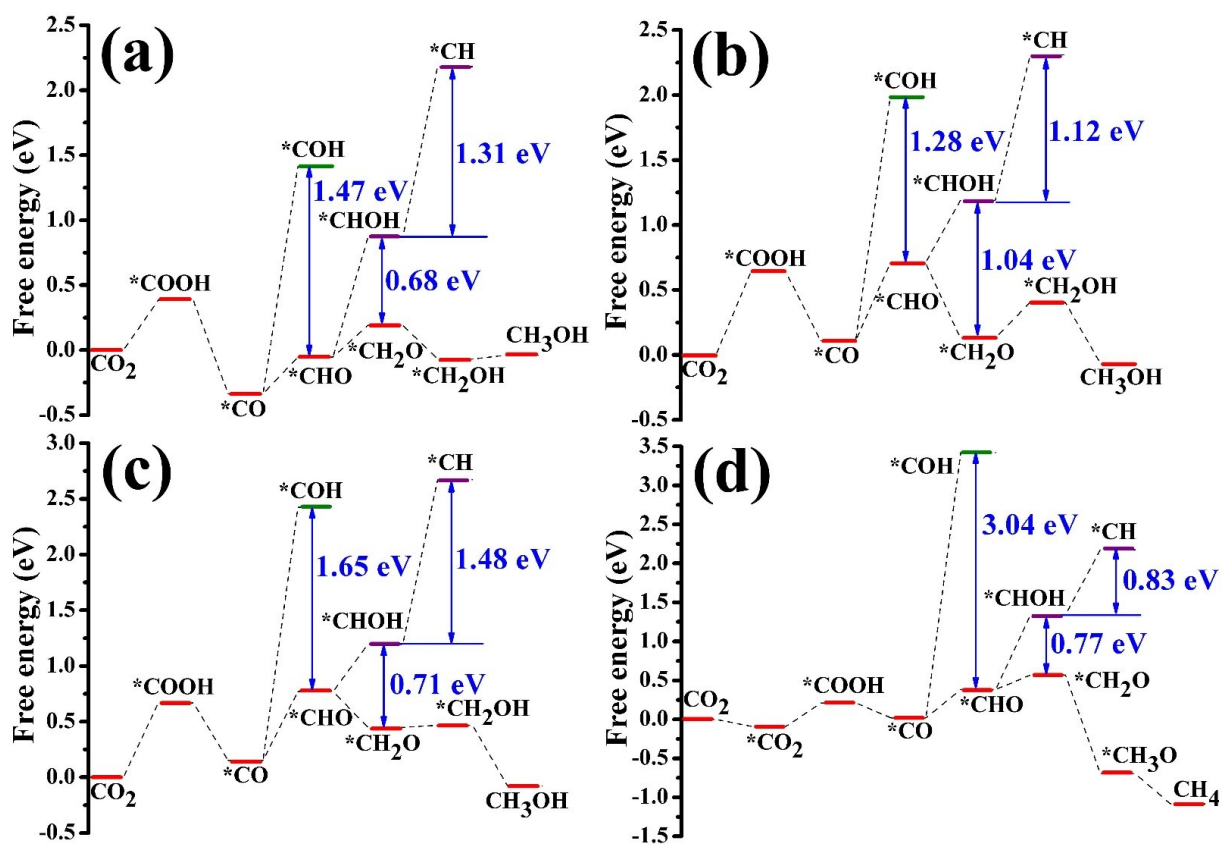 (a)
Free energy (eV)
2.5
2.0
1.5
1.0
0.5
0.0
-0.5
CO₂
*COOH
*CO
*COH
1.47 eV
*CHO
*CHOH
0.68 eV
*CH₂O
*CH
1.31 eV
*CH₂OH
CH₃OH
(b)
Free energy (eV)
2.5
2.0
1.5
1.0
0.5
0.0
-0.5
CO₂
*COOH
*CO
*COH
1.28 eV
*CHO
*CHOH
1.04 eV
*CH₂O
*CH
1.12 eV
*CH₂OH
CH₃OH
(c)
Free energy (eV)
3.0
2.5
2.0
1.5
1.0
0.5
0.0
-0.5
CO₂
*COOH
*CO
*COH
1.65 eV
*CHO
*CHOH
0.71 eV
*CH₂O
*CH
1.48 eV
*CH₂OH
CH₃OH
(d)
Free energy (eV)
3.5
3.0
2.5
2.0
1.5
1.0
0.5
0.0
-0.5
-1.0
-1.5
CO₂
*CO₂
*COOH
*CO
*COH
3.04 eV
*CHO
*CHOH
0.77 eV
*CH₂O
*CH
0.83 eV
*CH₃O
CH₄